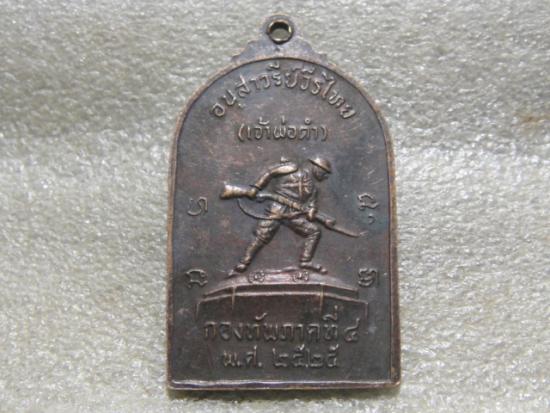 อนุสาวรีย์วีรไทย
(เจ้าพ่อดำ)
กองทัพภาคที่ ๔
พ.ศ. ๒๕๒๕